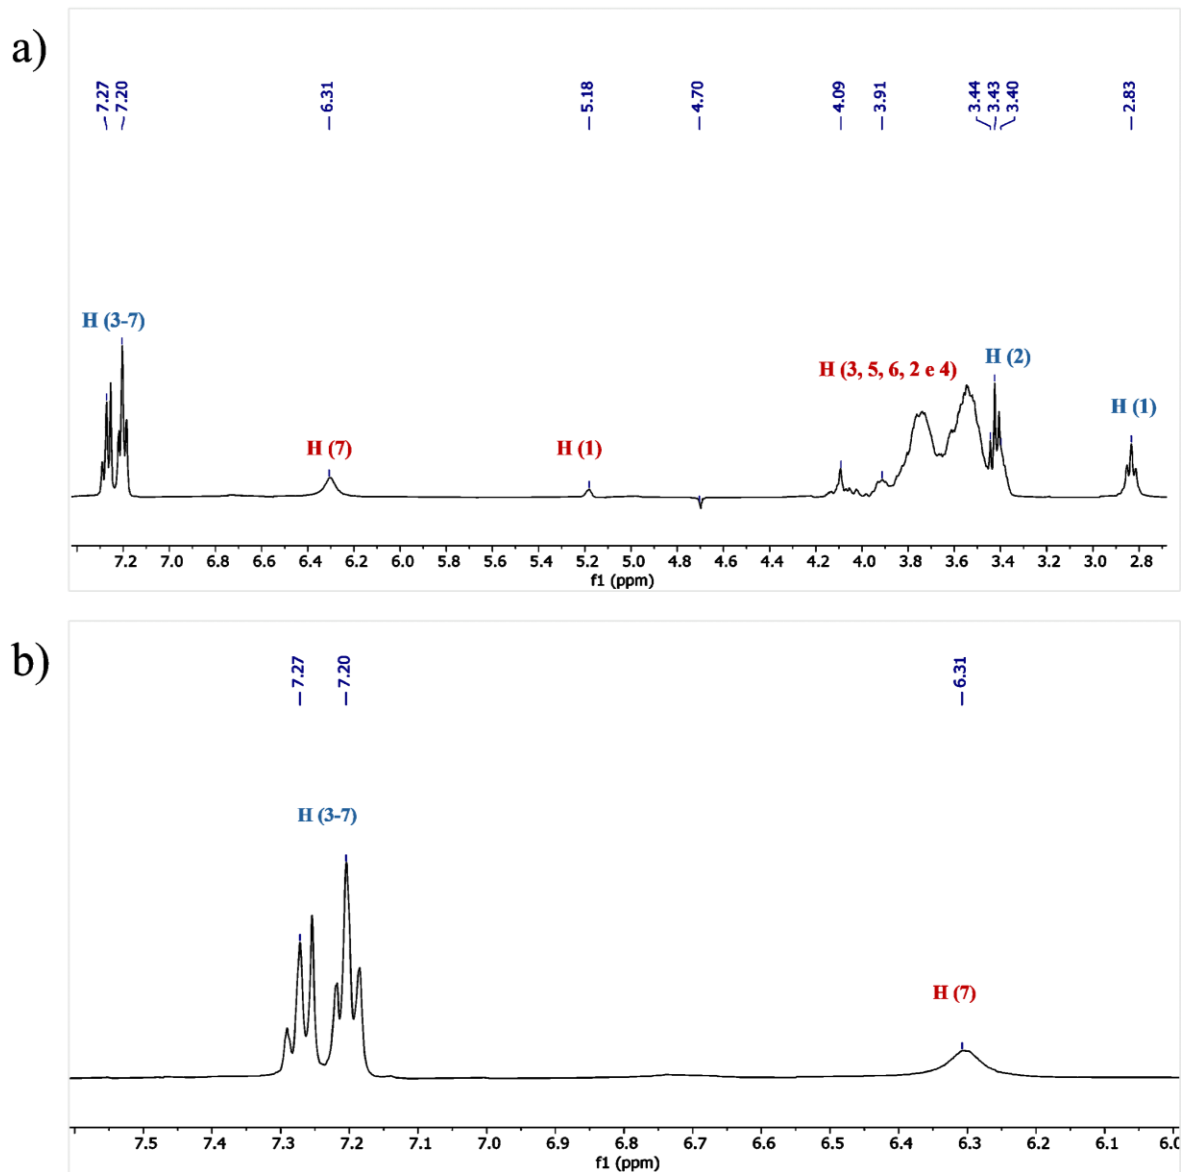 a)
7.27
7.20
6.31
5.18
4.70
4.09
3.91
3.44
3.43
3.40
2.83
H (3-7)
H (7)
H (1)
H (3, 5, 6, 2 e 4)
H (2)
H (1)
7.2 7.0 6.8 6.6 6.4 6.2 6.0 5.8 5.6 5.4 5.2 5.0 4.8 4.6 4.4 4.2 4.0 3.8 3.6 3.4 3.2 3.0 2.8
f1 (ppm)
b)
7.27
7.20
6.31
H (3-7)
H (7)
7.5 7.4 7.3 7.2 7.1 7.0 6.9 6.8 6.7 6.6 6.5 6.4 6.3 6.2 6.1 6.0
f1 (ppm)